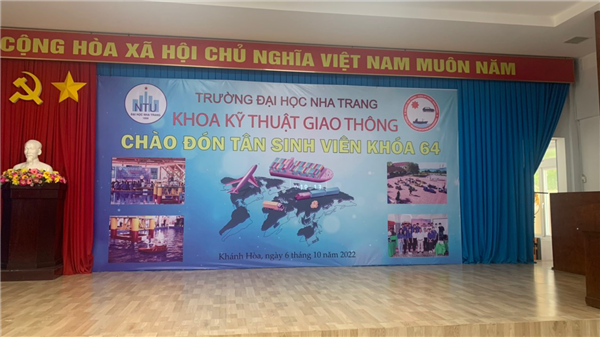 CỘNG HÒA XÃ HỘI CHỦ NGHĨA VIỆT NAM MUÔN NĂM
NTU
TRƯỜNG ĐẠI HỌC NHA TRANG
KHOA KỸ THUẬT GIAO THÔNG
CHÀO ĐÓN TÂN SINH VIÊN KHÓA 64
Khánh Hòa, ngày 6 tháng 10 năm 2022